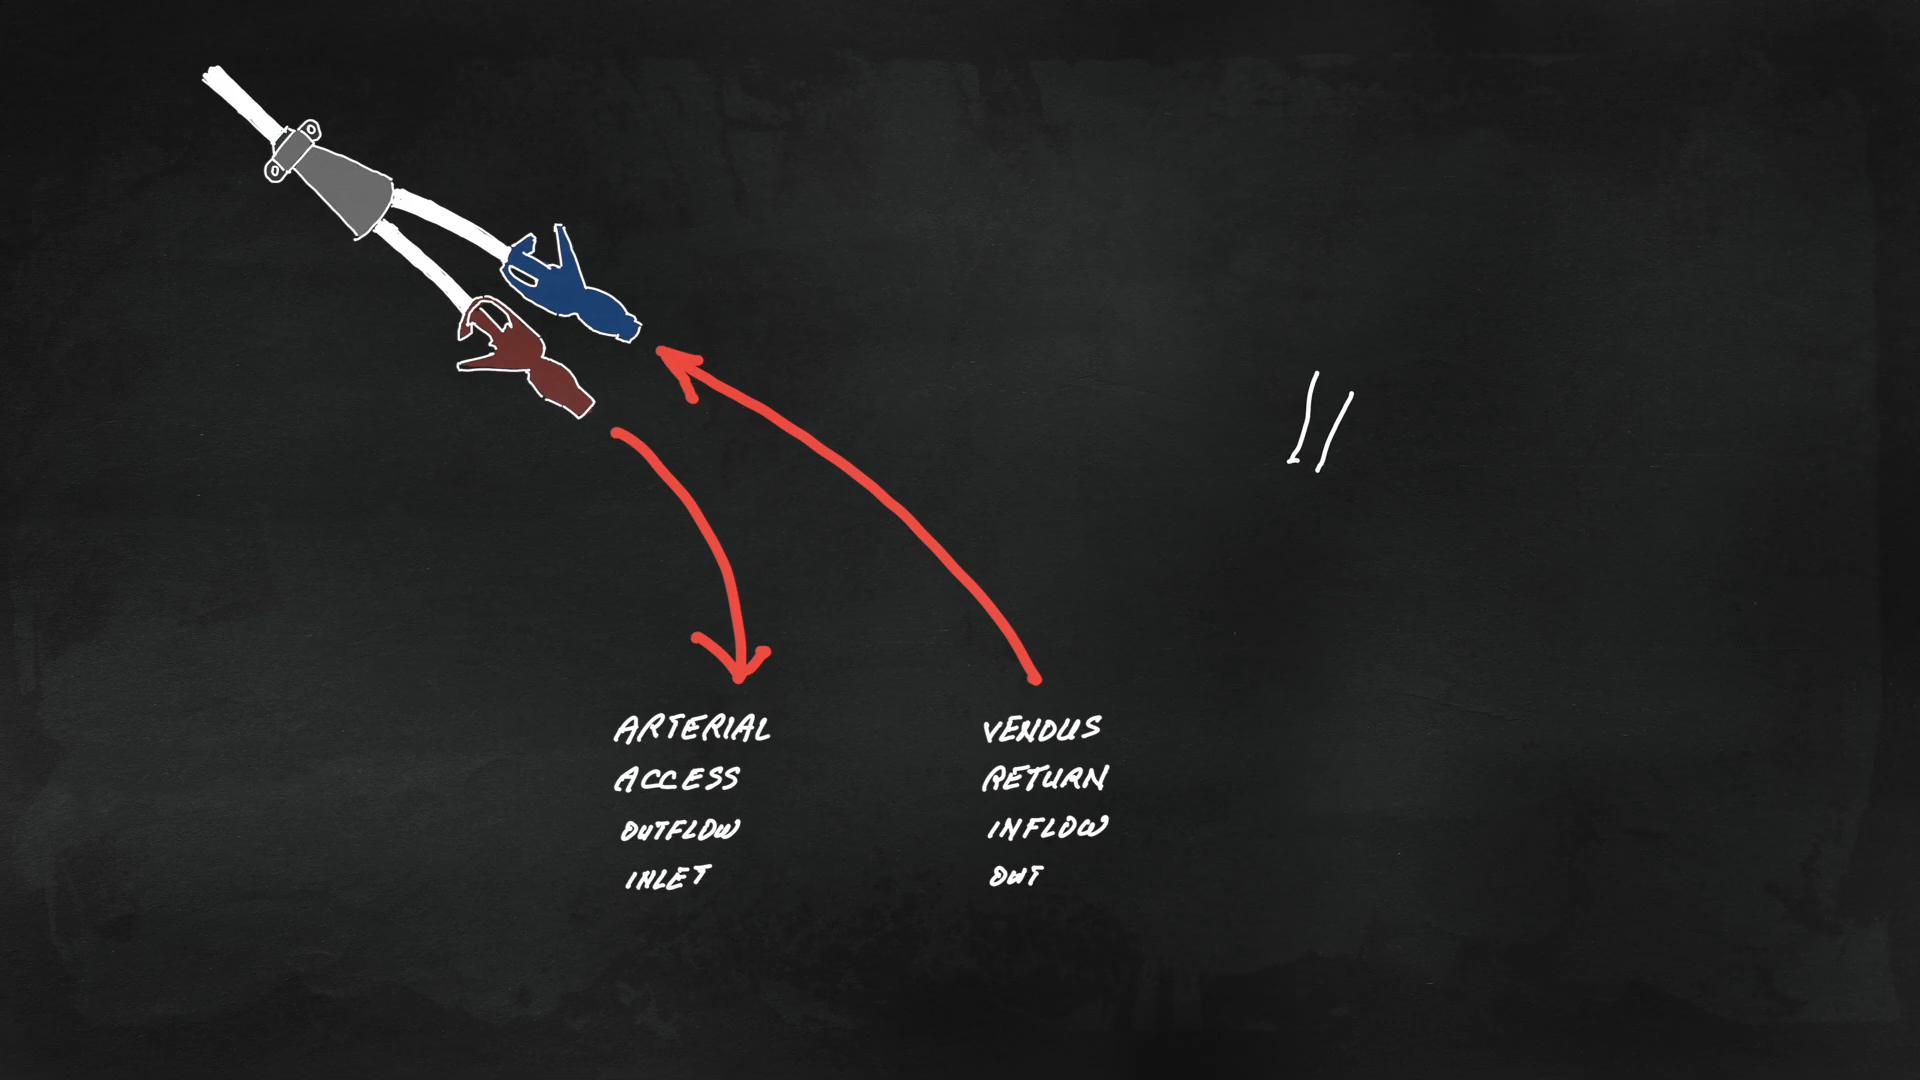 ARTERIAL
ACCESS
OUTFLOW
INLET
VENOUS
RETURN
INFLOW
OUT